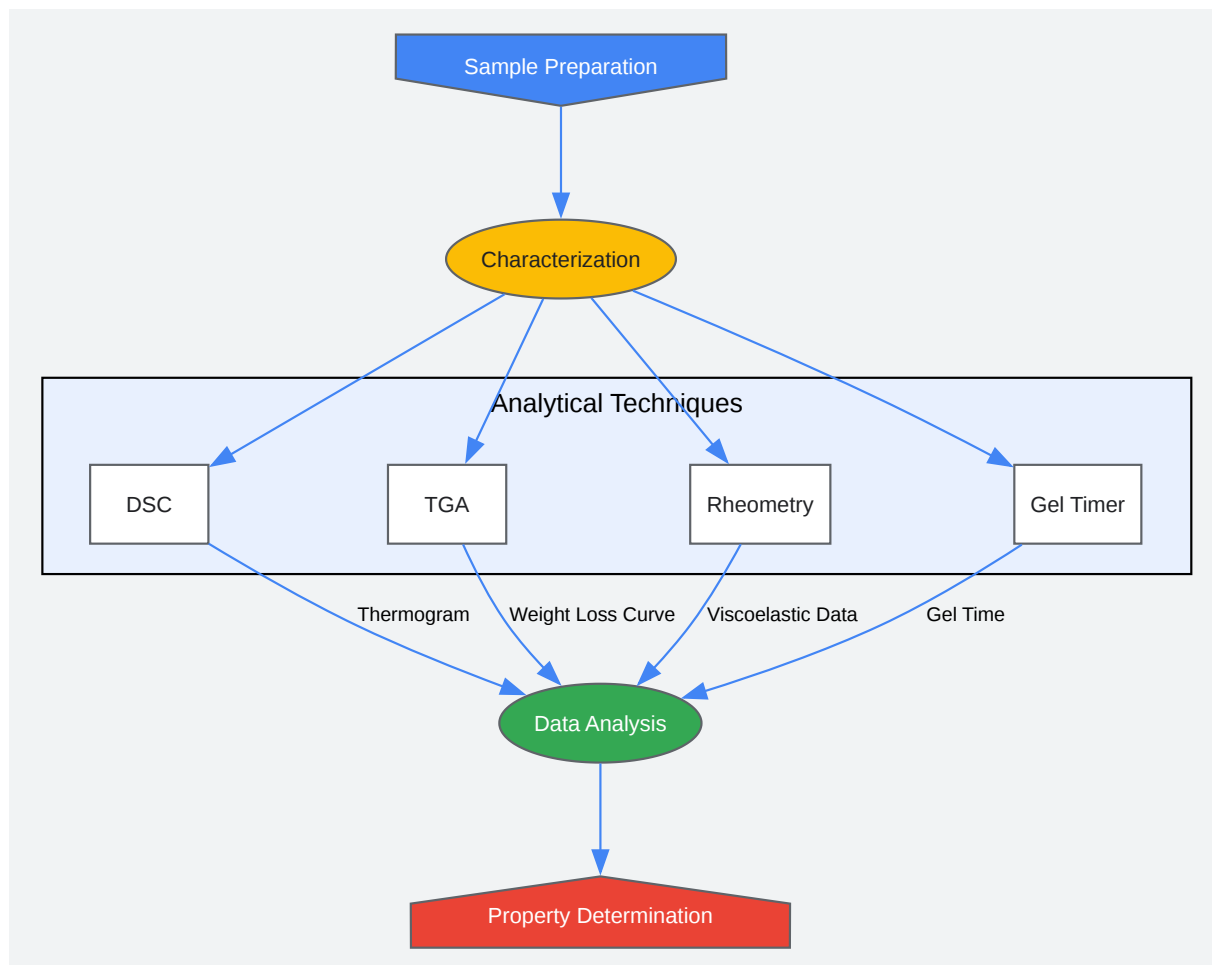 Sample Preparation
Characterization
Analytical Techniques
DSC
TGA
Rheometry
Gel Timer
Thermogram
Weight Loss Curve
Viscoelastic Data
Gel Time
Data Analysis
Property Determination